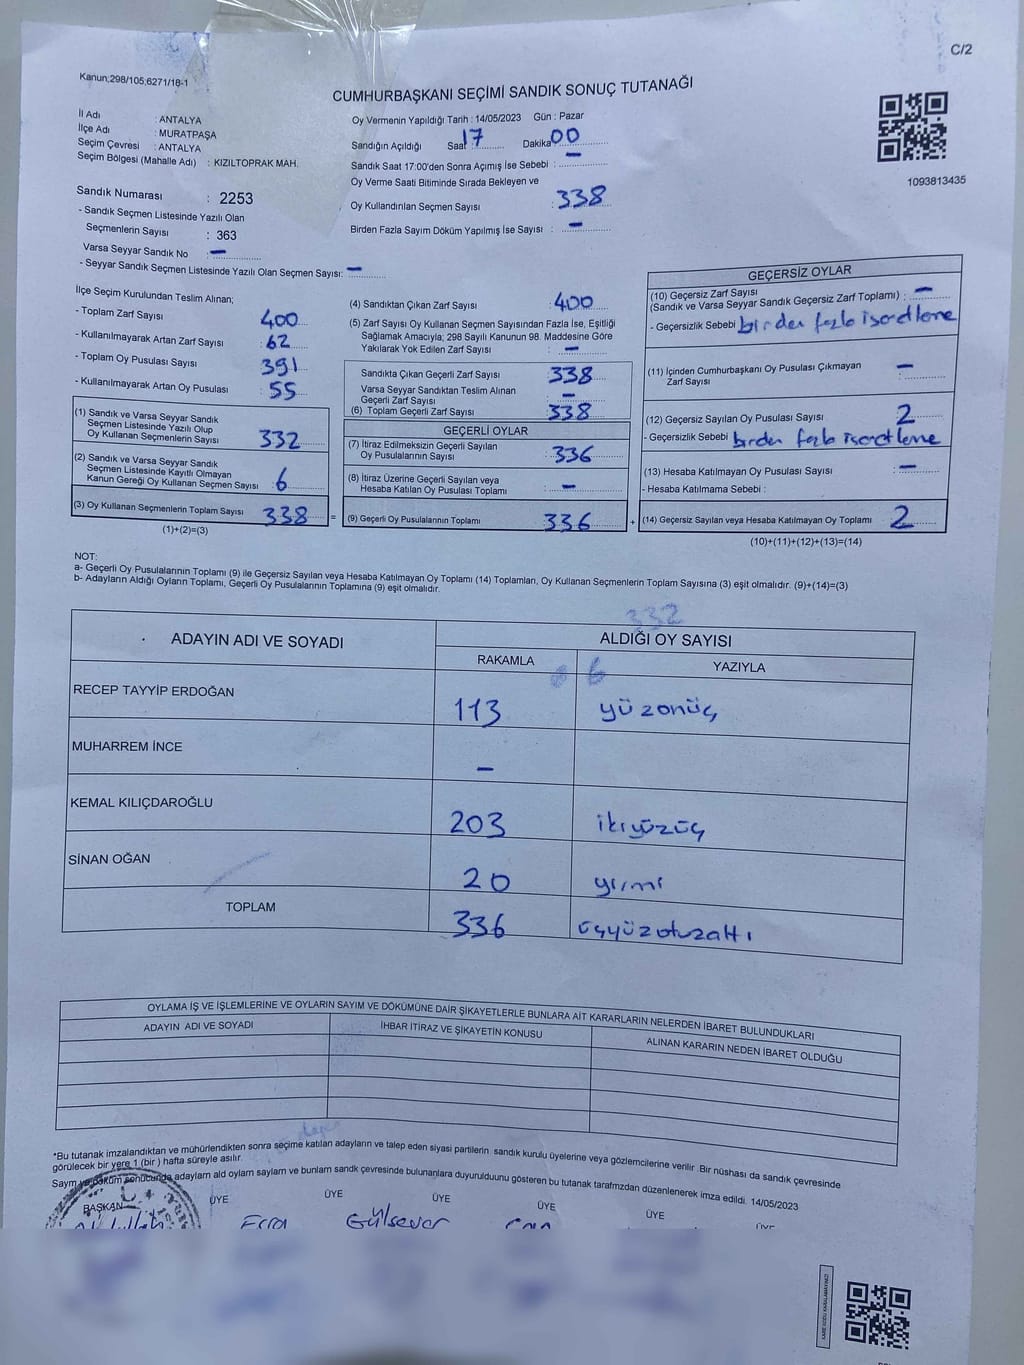 C/2
Kanun;298/105;6271/18-1
CUMHURBAŞKANI SEÇİMİ SANDIK SONUÇ TUTANAĞI
İl Adı : ANTALYA
İlçe Adı : MURATPAŞA
Seçim Çevresi : ANTALYA
Seçim Bölgesi (Mahalle Adı) : KIZILTOPRAK MAH.
Oy Vermenin Yapıldığı Tarih : 14/05/2023 Gün : Pazar
Sandığın Açıldığı Saat 17 Dakika 00
Sandık Saat 17:00'den Sonra Açımış İse Sebebi : –
Oy Verme Saati Bitiminde Sırada Bekleyen ve
Oy Kullandırılan Seçmen Sayısı : 338
Birden Fazla Sayım Döküm Yapılmış İse Sayısı : –
1093813435
Sandık Numarası : 2253
- Sandık Seçmen Listesinde Yazılı Olan
Seçmenlerin Sayısı : 363
Varsa Seyyar Sandık No : –
- Seyyar Sandık Seçmen Listesinde Yazılı Olan Seçmen Sayısı: –
İlçe Seçim Kurulundan Teslim Alınan;
- Toplam Zarf Sayısı : 400
- Kullanılmayarak Artan Zarf Sayısı : 62
- Toplam Oy Pusulası Sayısı : 391
- Kullanılmayarak Artan Oy Pusulası : 55
(1) Sandık ve Varsa Seyyar Sandık
Seçmen Listesinde Yazılı Olup
Oy Kullanan Seçmenlerin Sayısı : 332
(2) Sandık ve Varsa Seyyar Sandık
Seçmen Listesinde Kayıtlı Olmayan
Kanun Gereği Oy Kullanan Seçmen Sayısı : 6
(3) Oy Kullanan Seçmenlerin Toplam Sayısı 338 =
(1)+(2)=(3)
(4) Sandıktan Çıkan Zarf Sayısı : 400
(5) Zarf Sayısı Oy Kullanan Seçmen Sayısından Fazla İse, Eşitliği
Sağlamak Amacıyla; 298 Sayılı Kanunun 98. Maddesine Göre
Yakılarak Yok Edilen Zarf Sayısı : –
Sandıkta Çıkan Geçerli Zarf Sayısı : 338
Varsa Seyyar Sandıktan Teslim Alınan
Geçerli Zarf Sayısı : –
(6) Toplam Geçerli Zarf Sayısı : 338
GEÇERLİ OYLAR
(7) İtiraz Edilmeksizin Geçerli Sayılan
Oy Pusulalarının Sayısı : 336
(8) İtiraz Üzerine Geçerli Sayılan veya
Hesaba Katılan Oy Pusulası Toplamı : –
(9) Geçerli Oy Pusulalarının Toplamı 336 +
GEÇERSİZ OYLAR
(10) Geçersiz Zarf Sayısı
(Sandık ve Varsa Seyyar Sandık Geçersiz Zarf Toplamı) : –
- Geçersizlik Sebebi birden fazla isaretleme
(11) İçinden Cumhurbaşkanı Oy Pusulası Çıkmayan
Zarf Sayısı –
(12) Geçersiz Sayılan Oy Pusulası Sayısı 2
- Geçersizlik Sebebi birden fazla isaretleme
(13) Hesaba Katılmayan Oy Pusulası Sayısı –
- Hesaba Katılmama Sebebi :
(14) Geçersiz Sayılan veya Hesaba Katılmayan Oy Toplamı 2
(10)+(11)+(12)+(13)=(14)
NOT:
a- Geçerli Oy Pusulalarının Toplamı (9) ile Geçersiz Sayılan veya Hesaba Katılmayan Oy Toplamı (14) Toplamları, Oy Kullanan Seçmenlerin Toplam Sayısına (3) eşit olmalıdır. (9)+(14)=(3)
b- Adayların Aldığı Oyların Toplamı, Geçerli Oy Pusulalarının Toplamına (9) eşit olmalıdır.
332
ADAYIN ADI VE SOYADI ALDIĞI OY SAYISI
RAKAMLA YAZIYLA
6
RECEP TAYYİP ERDOĞAN 113 yüzonüç
MUHARREM İNCE –
KEMAL KILIÇDAROĞLU 203 ikiyüzüç
SİNAN OĞAN 20 yirmi
TOPLAM 336 üçyüzotuzaltı
OYLAMA İŞ VE İŞLEMLERİNE VE OYLARIN SAYIM VE DÖKÜMÜNE DAİR ŞİKAYETLERLE BUNLARA AİT KARARLARIN NELERDEN İBARET BULUNDUKLARI
ADAYIN ADI VE SOYADI İHBAR İTİRAZ VE ŞİKAYETİN KONUSU ALINAN KARARIN NEDEN İBARET OLDUĞU
*Bu tutanak imzalandıktan ve mühürlendikten sonra seçime katılan adayların ve talep eden siyasi partilerin sandık kurulu üyelerine veya gözlemcilerine verilir. Bir nüshası da sandık çevresinde
görülecek bir yere 1 (bir) hafta süreyle asılır.
Sayım ve döküm sonucunda adayların ald oyların sayların ve bunlam sandk çevresinde bulunanlara duyurulduunu gösteren bu tutanak tarafmzdan düzenlenerek imza edildi. 14/05/2023
BAŞKAN ÜYE ÜYE ÜYE ÜYE ÜYE ÜYE
Gülsever